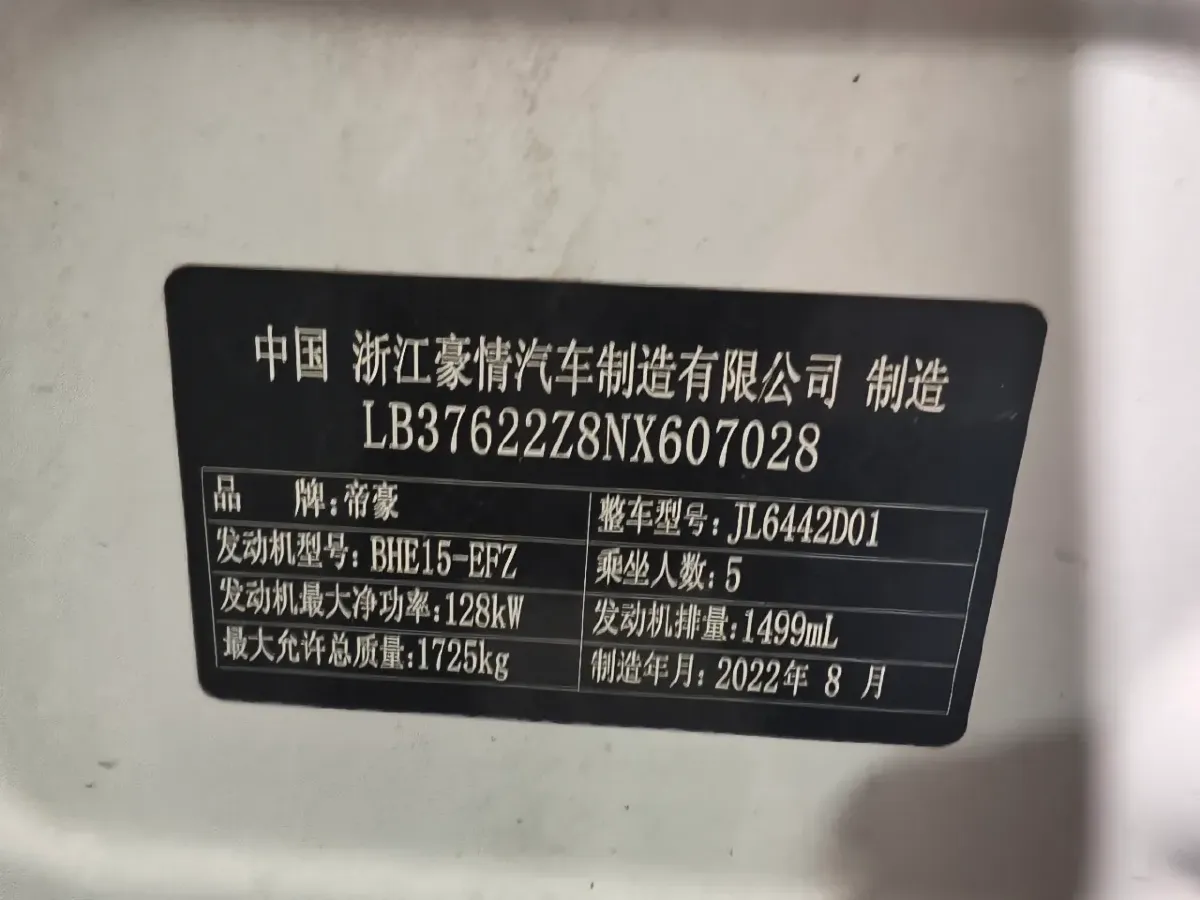 中国 浙江豪情汽车制造有限公司 制造
LB37622Z8NX607028
品 牌:帝豪 整车型号:JL6442D01
发动机型号:BHE15-EFZ 乘坐人数:5
发动机最大净功率:128kW 发动机排量:1499mL
最大允许总质量:1725kg 制造年月:2022年 8 月